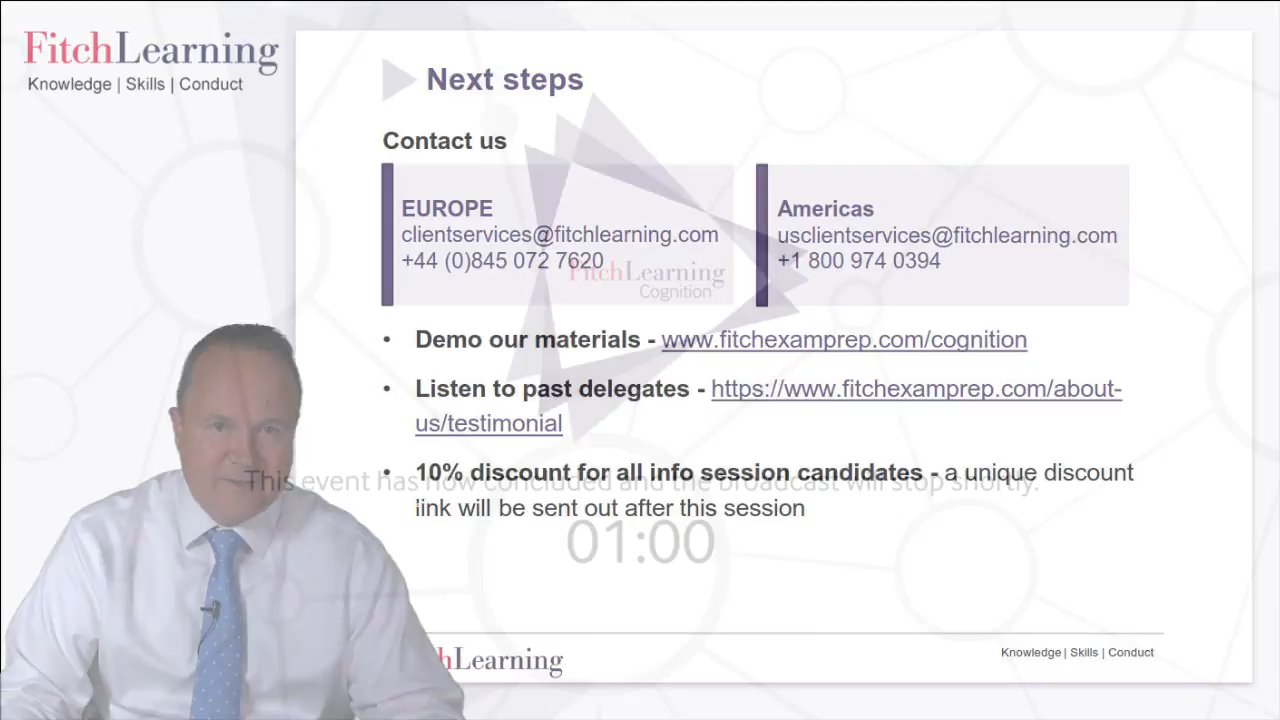 FitchLearning
Knowledge | Skills | Conduct
Next steps
Contact us
EUROPE
clientservices@fitchlearning.com
+44 (0)845 072 7620
Americas
usclientservices@fitchlearning.com
+1 800 974 0394
FitchLearning
Cognition
• Demo our materials - www.fitchexamprep.com/cognition
• Listen to past delegates - https://www.fitchexamprep.com/about-
us/testimonial
• 10% discount for all info session candidates - a unique discount
link will be sent out after this session
This event has now concluded and the broadcast will stop shortly.
01:00
hLearning
Knowledge | Skills | Conduct